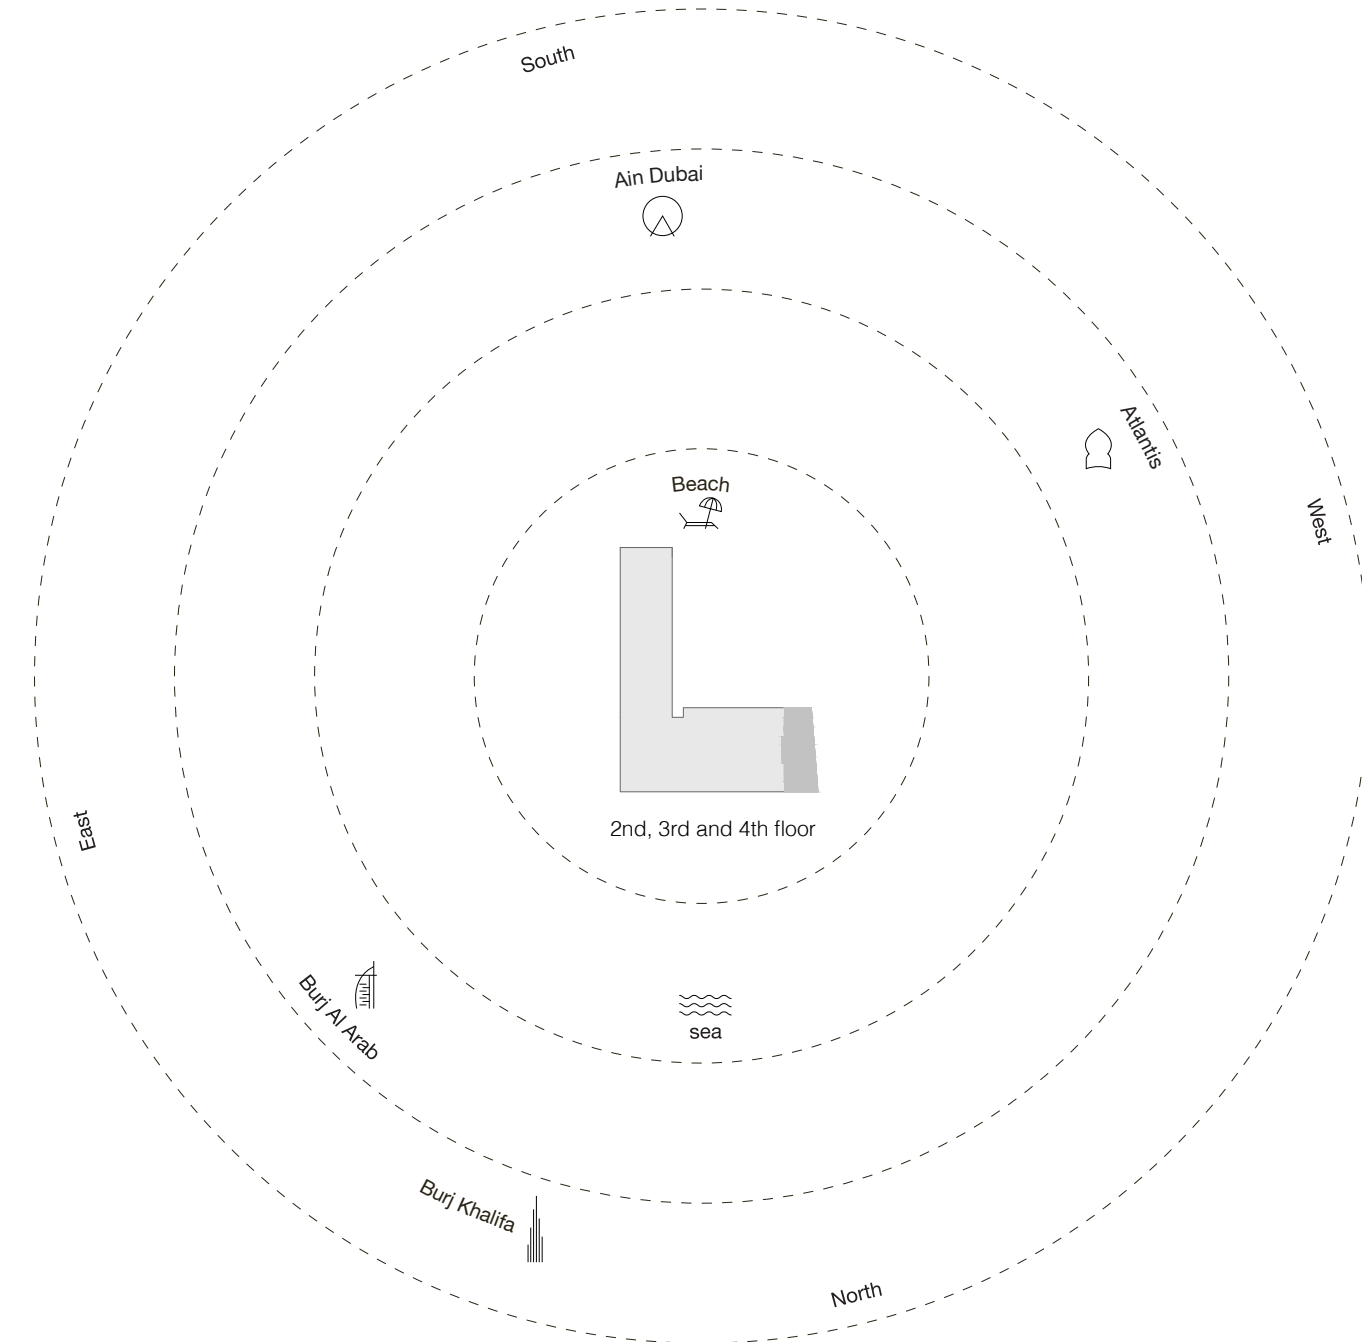 South
Ain Dubai
Atlantis
Beach
West
East
2nd, 3rd and 4th floor
Burj Al Arab
sea
Burj Khalifa
North